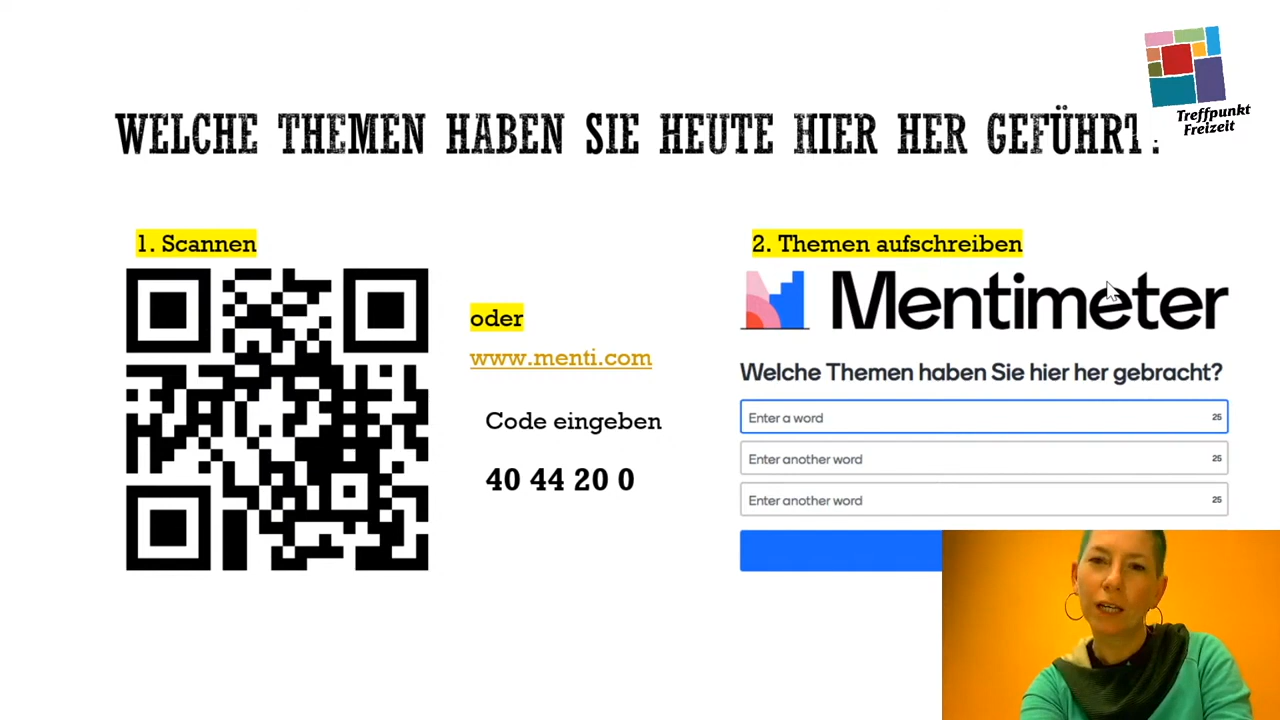 Treffpunkt
Freizeit
WELCHE THEMEN HABEN SIE HEUTE HIER HER GEFÜHRT?
1. Scannen
oder
www.menti.com
Code eingeben
40 44 20 0
2. Themen aufschreiben
Mentimeter
Welche Themen haben Sie hier her gebracht?
Enter a word 25
Enter another word 25
Enter another word 25